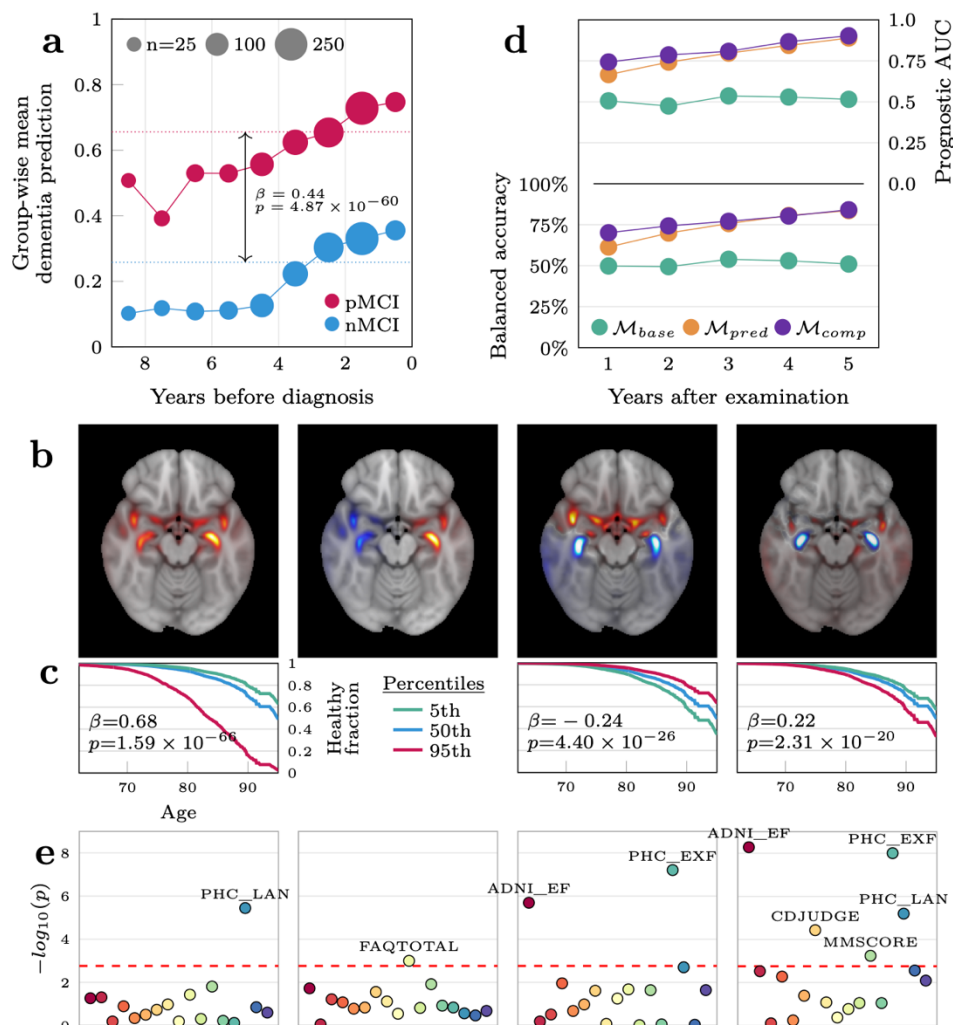 a
n=25 100 250
1
0.8
0.6
0.4
0.2
0
Group-wise mean
dementia prediction
β = 0.44
p = 4.87 × 10^−60
pMCI
nMCI
8 6 4 2 0
Years before diagnosis
d
1.0
0.75
0.5
0.25
0.0
Prognostic AUC
100%
75%
50%
25%
0%
Balanced accuracy
M_base M_pred M_comp
1 2 3 4 5
Years after examination
b
c
β=0.68
p=1.59 × 10^−66
1
0.8
0.6
0.4
0.2
0
Healthy
fraction
70 80 90
Age
Percentiles
5th
50th
95th
β= − 0.24
p=4.40 × 10^−26
70 80 90
β=0.22
p=2.31 × 10^−20
70 80 90
e
8
6
4
2
0
−log10(p)
PHC_LAN
FAQTOTAL
ADNI_EF
PHC_EXF
ADNI_EF
PHC_EXF
PHC_LAN
CDJUDGE
MMSCORE